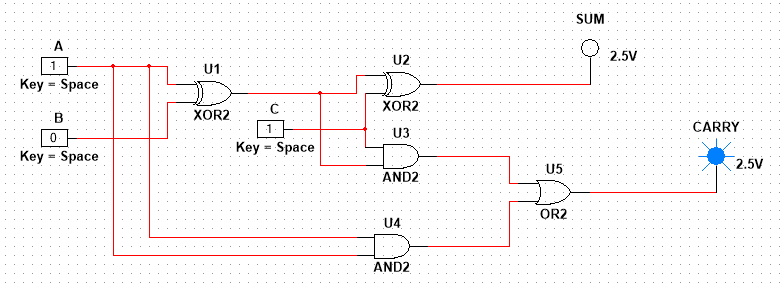 SUM
2.5V
A
1
Key = Space
U1
XOR2
U2
XOR2
B
0
Key = Space
C
1
Key = Space
U3
AND2
CARRY
2.5V
U5
OR2
U4
AND2